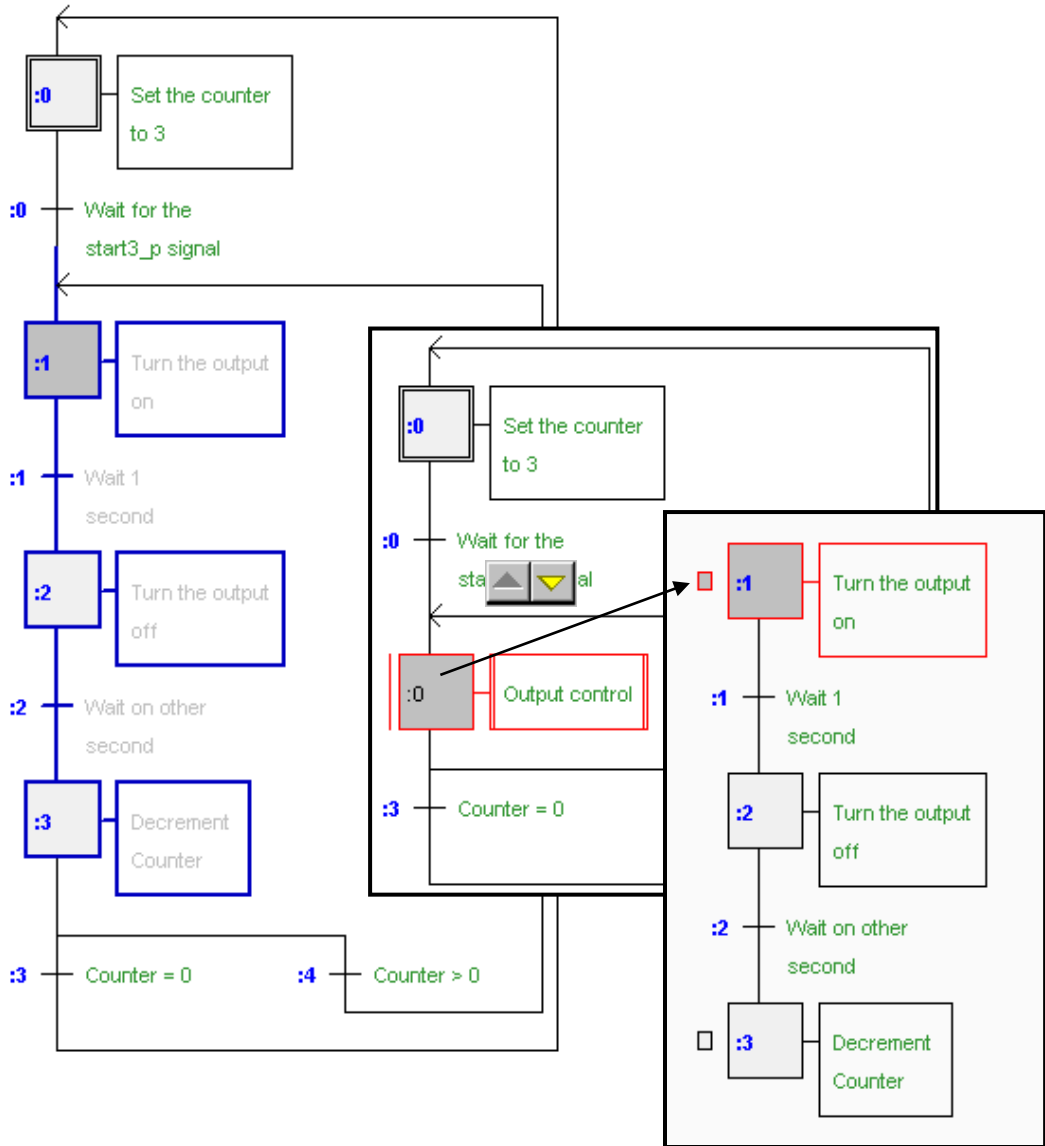 :0
Set the counter
to 3
:0
Wait for the
start3_p signal
:1
Turn the output
on
:1
Wait 1
second
:2
Turn the output
off
:2
Wait on other
second
:3
Decrement
Counter
:3
Counter = 0
:4
Counter > 0
:0
Set the counter
to 3
:0
Wait for the
sta al
:0
Output control
:3
Counter = 0
:1
Turn the output
on
:1
Wait 1
second
:2
Turn the output
off
:2
Wait on other
second
:3
Decrement
Counter